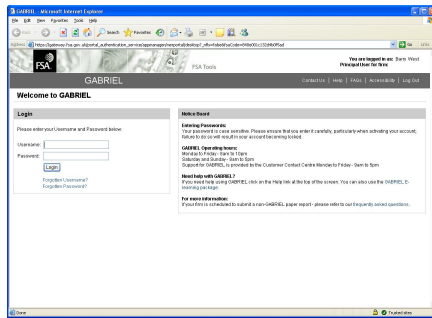 GABRIEL - Microsoft Internet Explorer
File Edit View Favorites Tools Help
Back Search Favorites
Address Go Links
FSA FSA Tools
You are logged in as: Barry West
Principal User for firm:
GABRIEL Contact Us | Help | FAQs | Accessibility | Log Out
Welcome to GABRIEL
Login
Please enter your Username and Password below:
Username:
Password:
Login
Forgotten Username?
Forgotten Password?
Notice Board
Entering Passwords:
Your password is case sensitive. Please ensure that you enter it carefully, particularly when activating your account;
failure to do so will result in your account becoming locked.
GABRIEL Operating hours:
Monday to Friday - 8am to 10pm
Saturday and Sunday - 9am to 5pm
Support for GABRIEL is provided by the Customer Contact Centre Monday to Friday - 9am to 5pm
Need help with GABRIEL?
If you need help using GABRIEL click on the Help link at the top of the screen. You can also use the GABRIEL E-
learning package.
For more information:
If your firm is scheduled to submit a non-GABRIEL paper report - please refer to our frequently asked questions.
Done Trusted sites